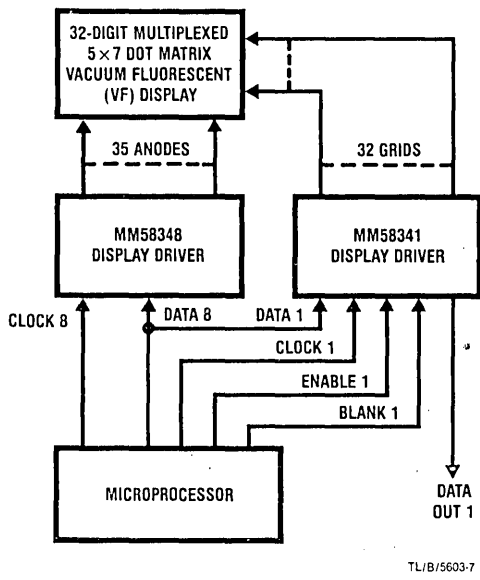 32-DIGIT MULTIPLEXED
5 × 7 DOT MATRIX
VACUUM FLUORESCENT
(VF) DISPLAY
35 ANODES
32 GRIDS
MM58348
DISPLAY DRIVER
MM58341
DISPLAY DRIVER
CLOCK 8
DATA 8
DATA 1
CLOCK 1
ENABLE 1
BLANK 1
MICROPROCESSOR
DATA
OUT 1
TL/B/5603-7